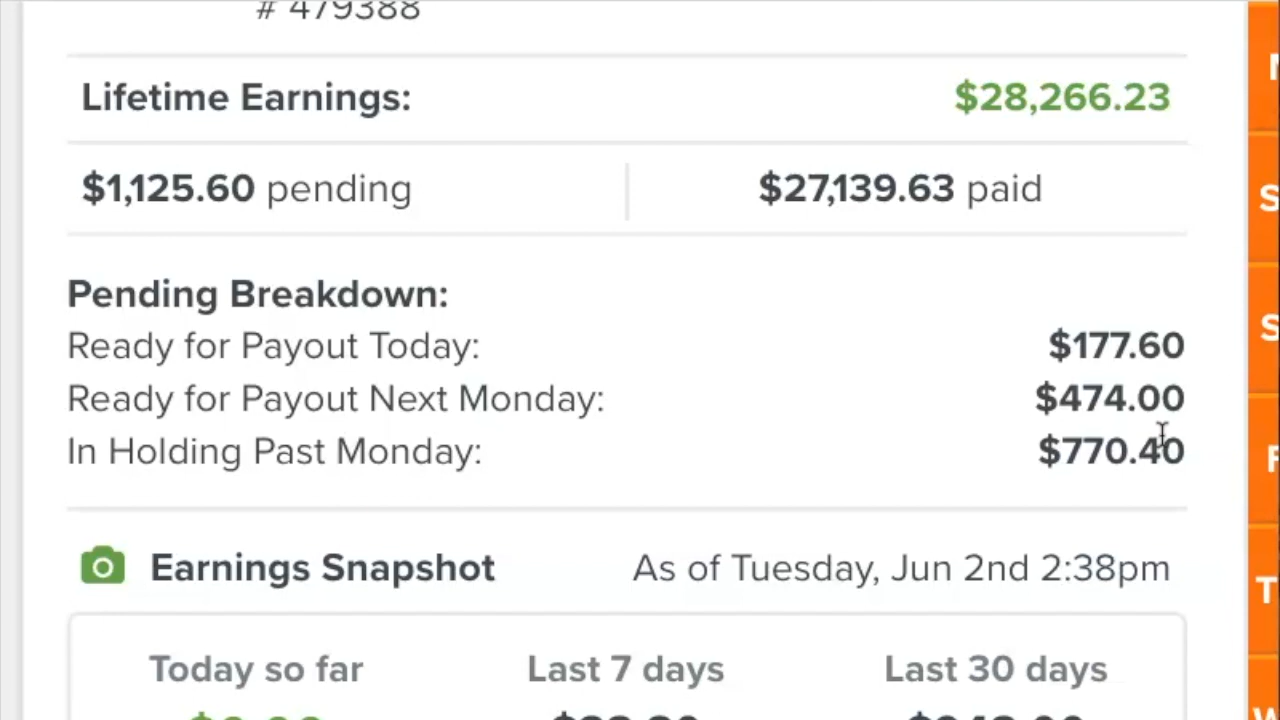 # 479388
Lifetime Earnings: $28,266.23
$1,125.60 pending $27,139.63 paid
Pending Breakdown:
Ready for Payout Today: $177.60
Ready for Payout Next Monday: $474.00
In Holding Past Monday: $770.40
Earnings Snapshot As of Tuesday, Jun 2nd 2:38pm
Today so far Last 7 days Last 30 days